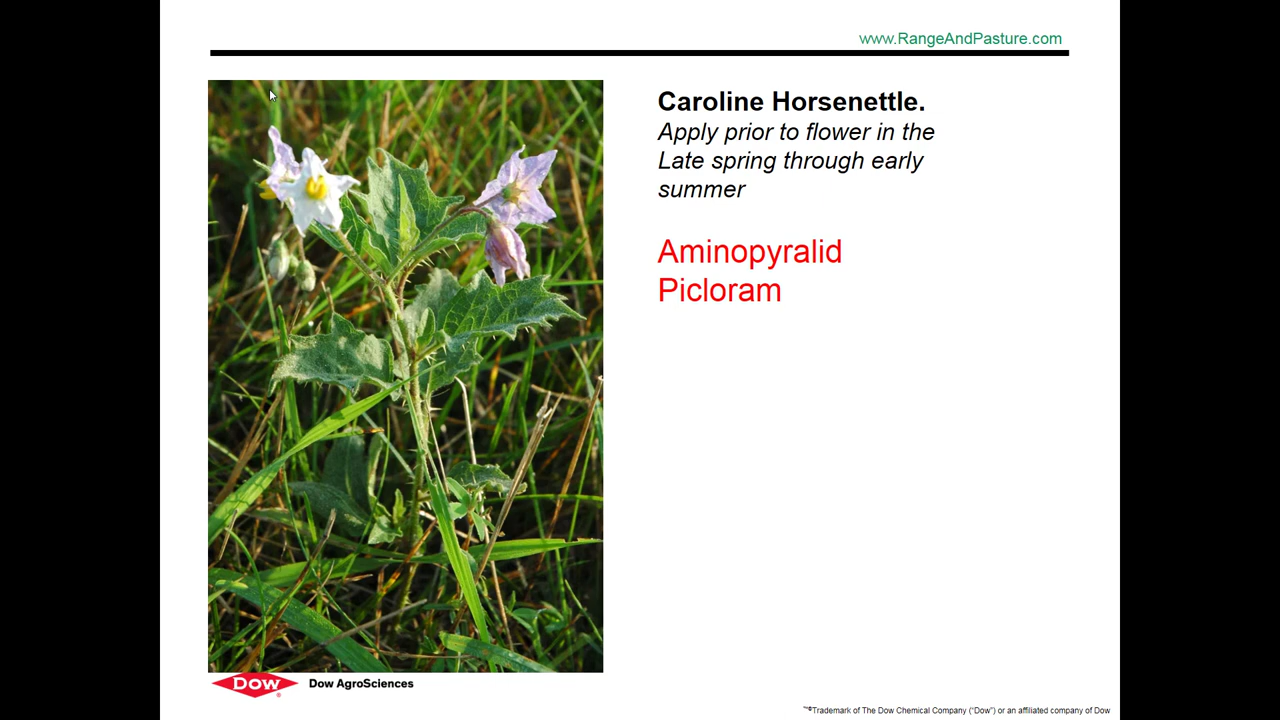 www.RangeAndPasture.com
Caroline Horsenettle.
Apply prior to flower in the
Late spring through early
summer
Aminopyralid
Picloram
Dow
Dow AgroSciences
™®Trademark of The Dow Chemical Company (“Dow”) or an affiliated company of Dow